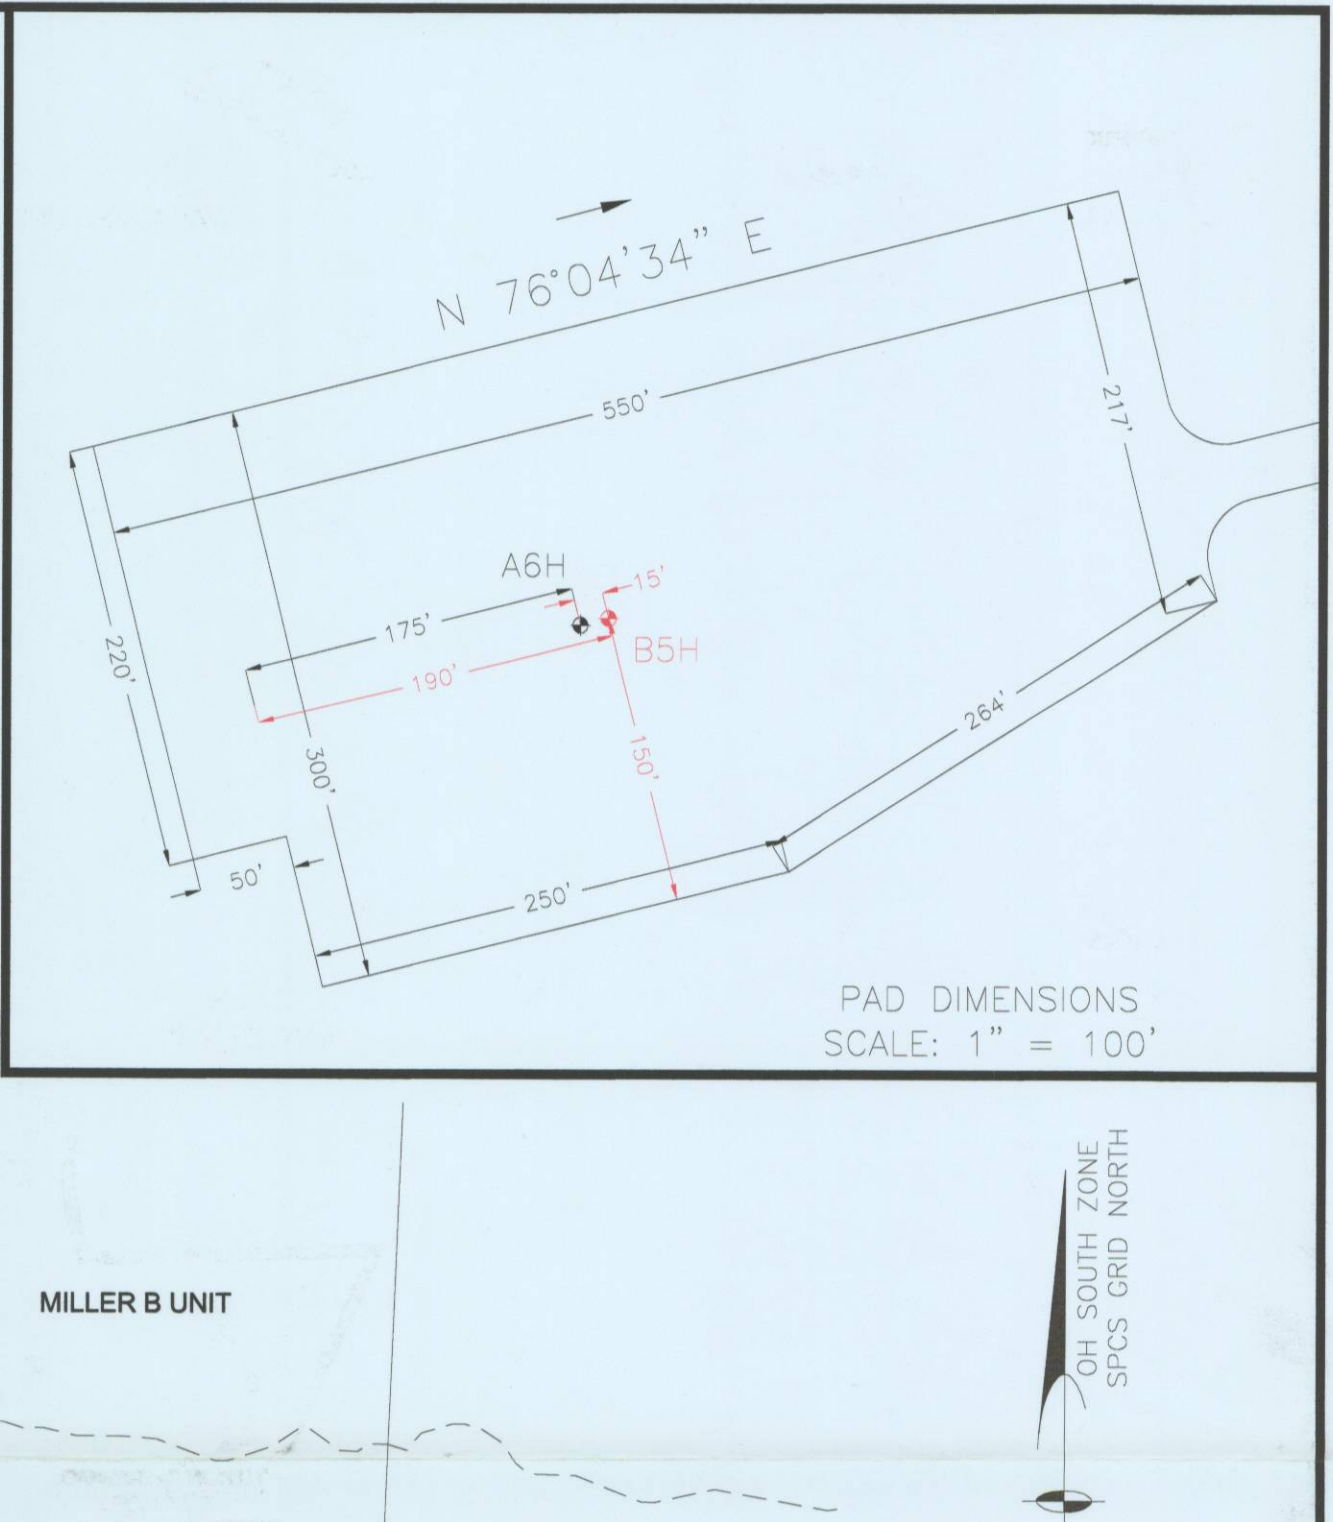 N 76°04'34" E
550'
217'
A6H
15'
175'
B5H
190'
220'
300'
150'
264'
50'
250'
PAD DIMENSIONS
SCALE: 1" = 100'
MILLER B UNIT
OH SOUTH ZONE
SPCS GRID NORTH